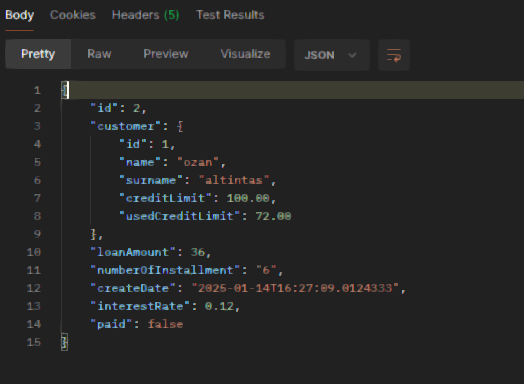 Body Cookies Headers (5) Test Results
Pretty Raw Preview Visualize JSON
1 {
2 "id": 2,
3 "customer": {
4 "id": 1,
5 "name": "ozan",
6 "surname": "altintas",
7 "creditLimit": 100.00,
8 "usedCreditLimit": 72.00
9 },
10 "loanAmount": 36,
11 "numberOfInstallment": "6",
12 "createDate": "2025-01-14T16:27:09.0124333",
13 "interestRate": 0.12,
14 "paid": false
15 }